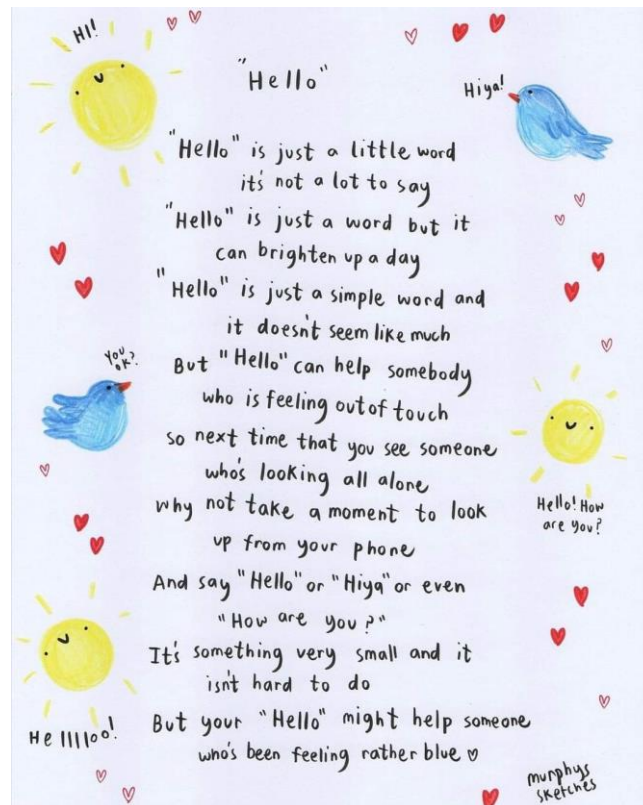 HI!
"Hello"
Hiya!
"Hello" is just a little word
it's not a lot to say
"Hello" is just a word but it
can brighten up a day
"Hello" is just a simple word and
it doesn't seem like much
You
OK?
But "Hello" can help somebody
who is feeling out of touch
so next time that you see someone
who's looking all alone
why not take a moment to look
up from your phone
Hello! How
are you?
And say "Hello" or "Hiya" or even
"How are you?"
It's something very small and it
isn't hard to do
But your "Hello" might help someone
who's been feeling rather blue ♡
Helllloo!
murphys
sketches